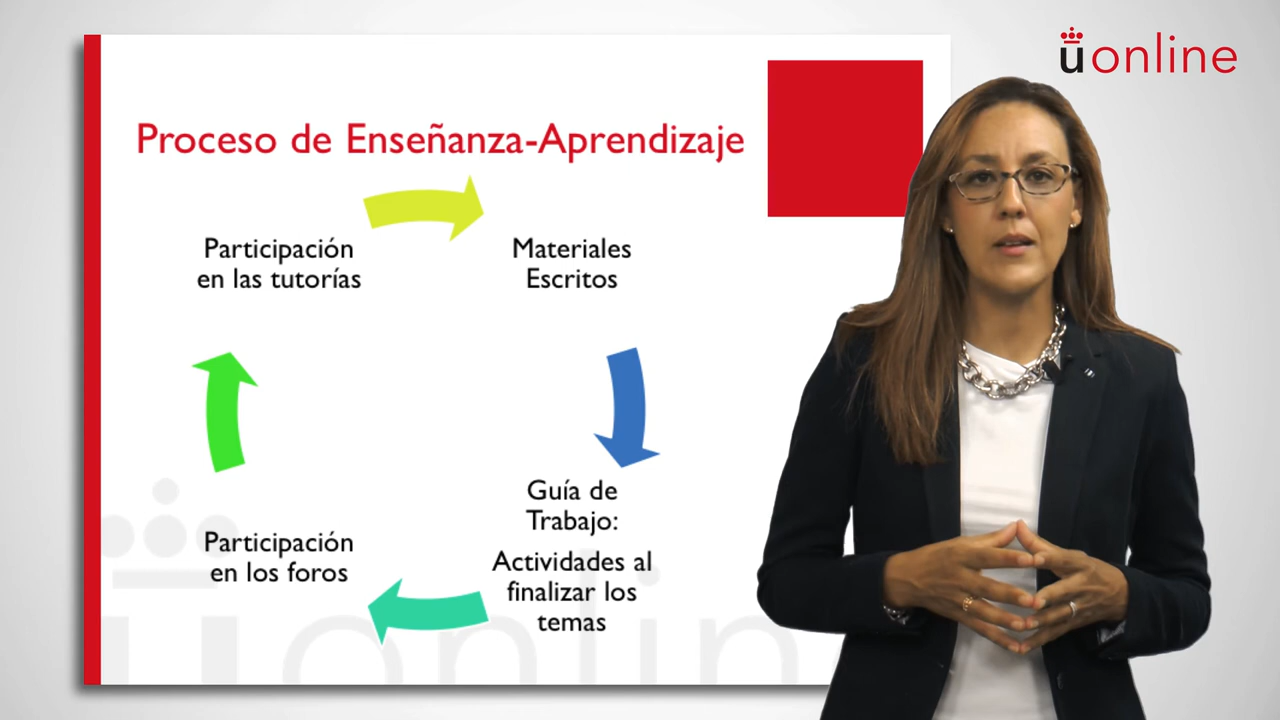 uonline
Proceso de Enseñanza-Aprendizaje
Participación
en las tutorías
Materiales
Escritos
Guía de
Trabajo:
Actividades al
finalizar los
temas
Participación
en los foros
uonlin